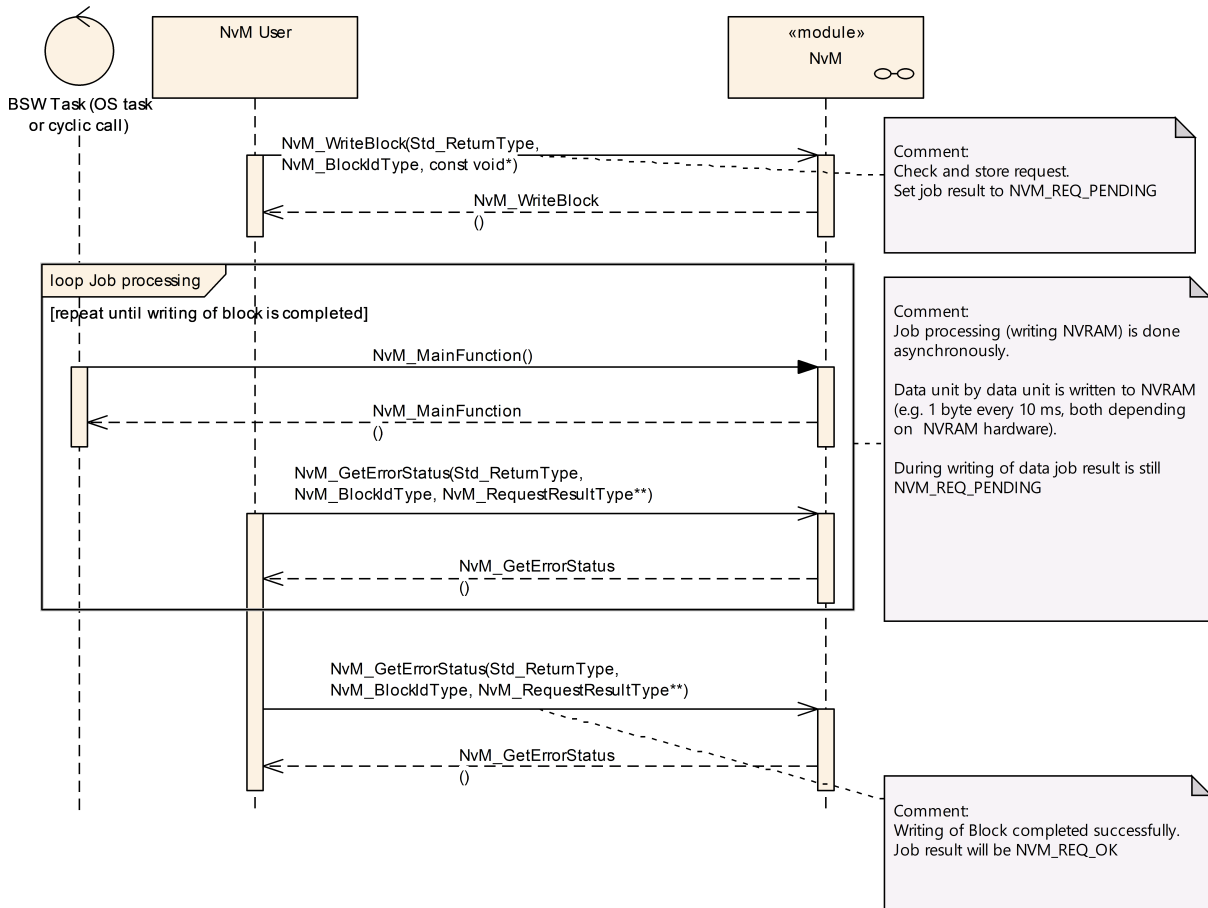 NvM User
«module»
NvM
BSW Task (OS task
or cyclic call)
NvM_WriteBlock(Std_ReturnType,
NvM_BlockIdType, const void*)
Comment:
Check and store request.
Set job result to NVM_REQ_PENDING
NvM_WriteBlock
()
loop Job processing
[repeat until writing of block is completed]
Comment:
Job processing (writing NVRAM) is done
asynchronously.
Data unit by data unit is written to NVRAM
(e.g. 1 byte every 10 ms, both depending
on  NVRAM hardware).
During writing of data job result is still
NVM_REQ_PENDING
NvM_MainFunction()
NvM_MainFunction
()
NvM_GetErrorStatus(Std_ReturnType,
NvM_BlockIdType, NvM_RequestResultType**)
NvM_GetErrorStatus
()
NvM_GetErrorStatus(Std_ReturnType,
NvM_BlockIdType, NvM_RequestResultType**)
NvM_GetErrorStatus
()
Comment:
Writing of Block completed successfully.
Job result will be NVM_REQ_OK